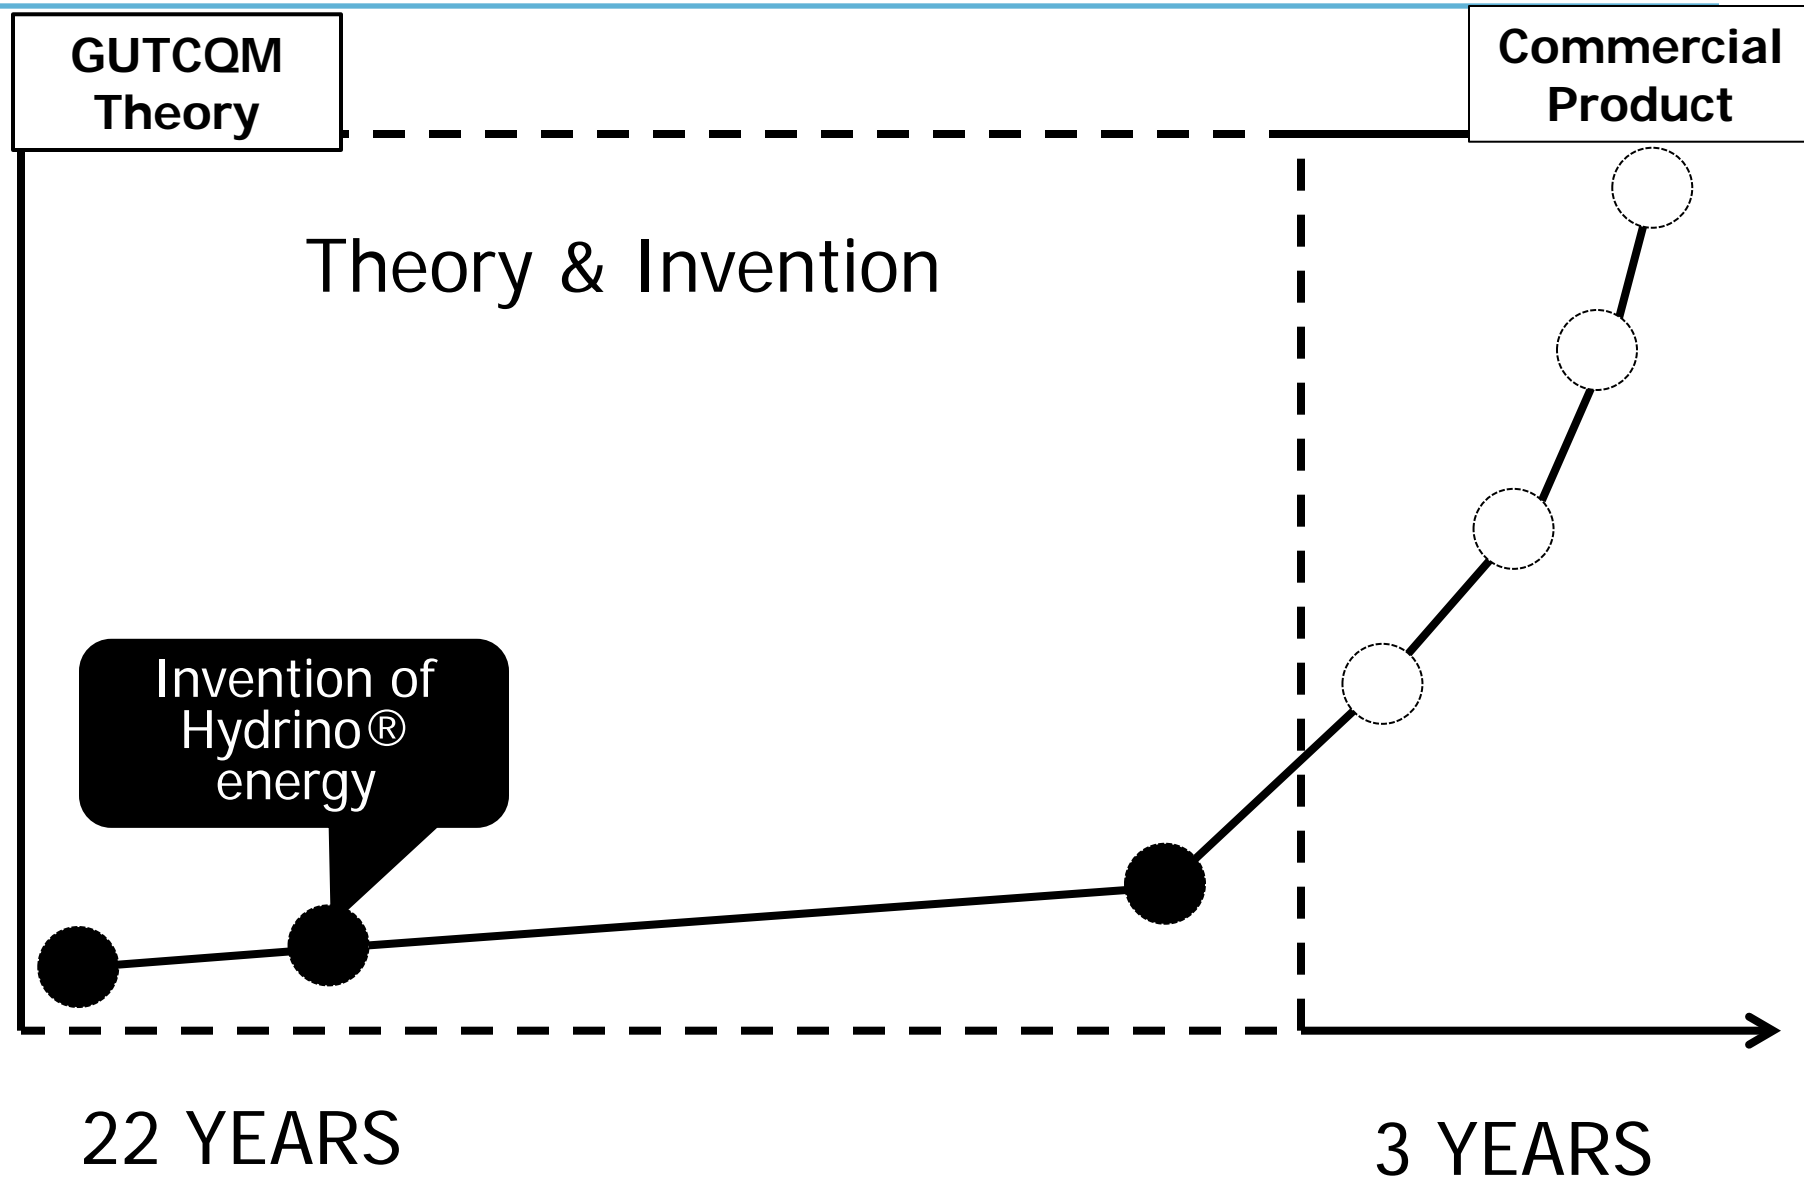 GUTCQM
Theory
Commercial
Product
Theory & Invention
Invention of
Hydrino®
energy
22 YEARS
3 YEARS